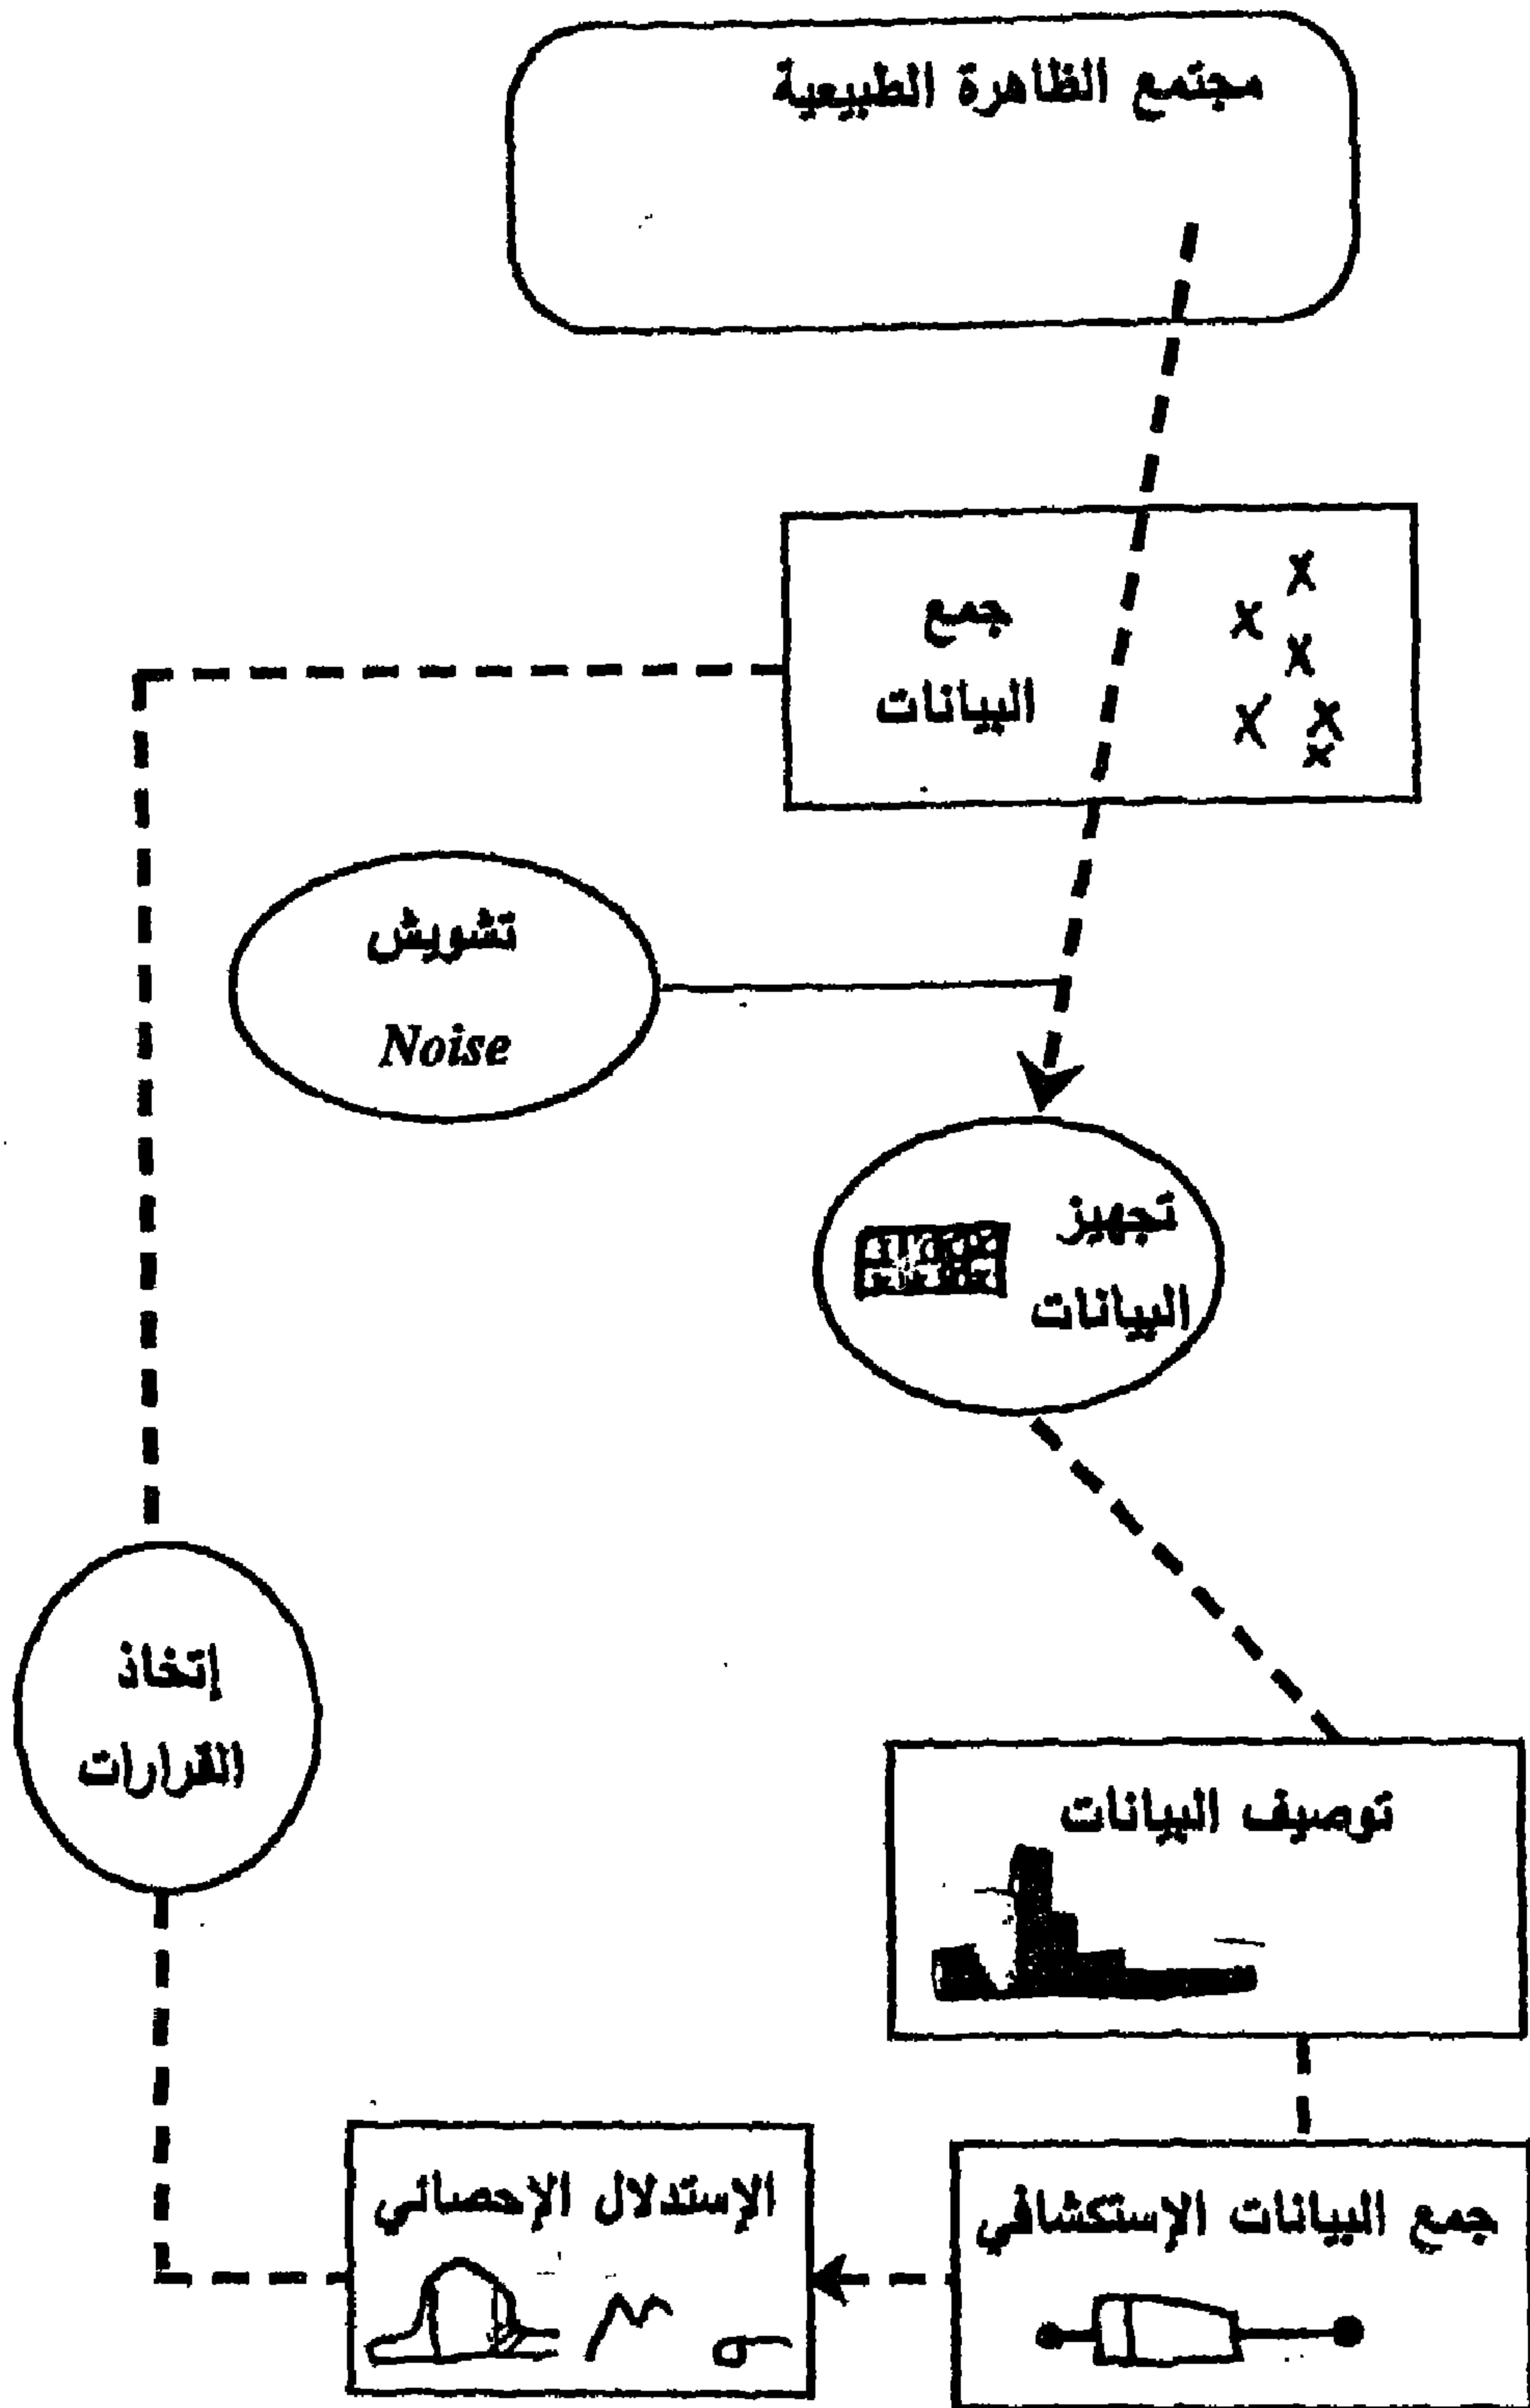 مجتمع الظاهرة الطبيعية
جمع
البيانات
x
x
x
x
x
x
تشويش
Noise
تجهيز
البيانات
إتخاذ
القرارات
توصيف البيانات
جمع البيانات الإستكشافي
الإستدلال الإحصائي
μ σ